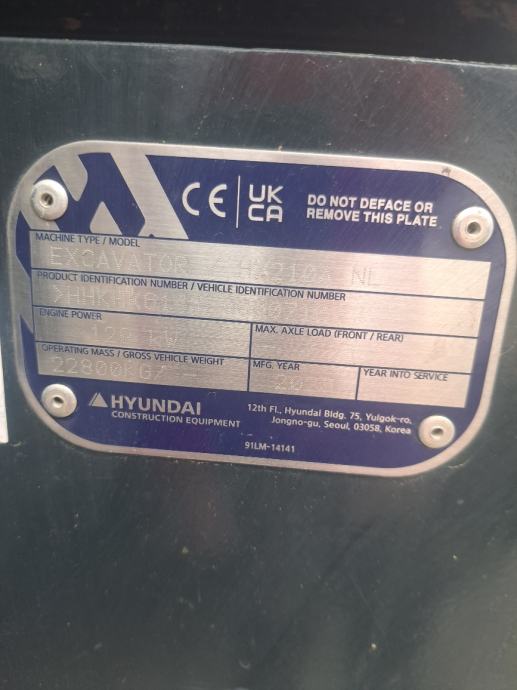 CE UK CA DO NOT DEFACE OR
REMOVE THIS PLATE
MACHINE TYPE / MODEL
EXCAVATOR NL
PRODUCT IDENTIFICATION NUMBER / VEHICLE IDENTIFICATION NUMBER
ENGINE POWER
MAX. AXLE LOAD (FRONT / REAR)
OPERATING MASS / GROSS VEHICLE WEIGHT
MFG. YEAR
YEAR INTO SERVICE
22800KG/
HYUNDAI
CONSTRUCTION EQUIPMENT
12th Fl., Hyundai Bldg. 75, Yulgok-ro,
Jongno-gu, Seoul, 03058, Korea
91LM-14141